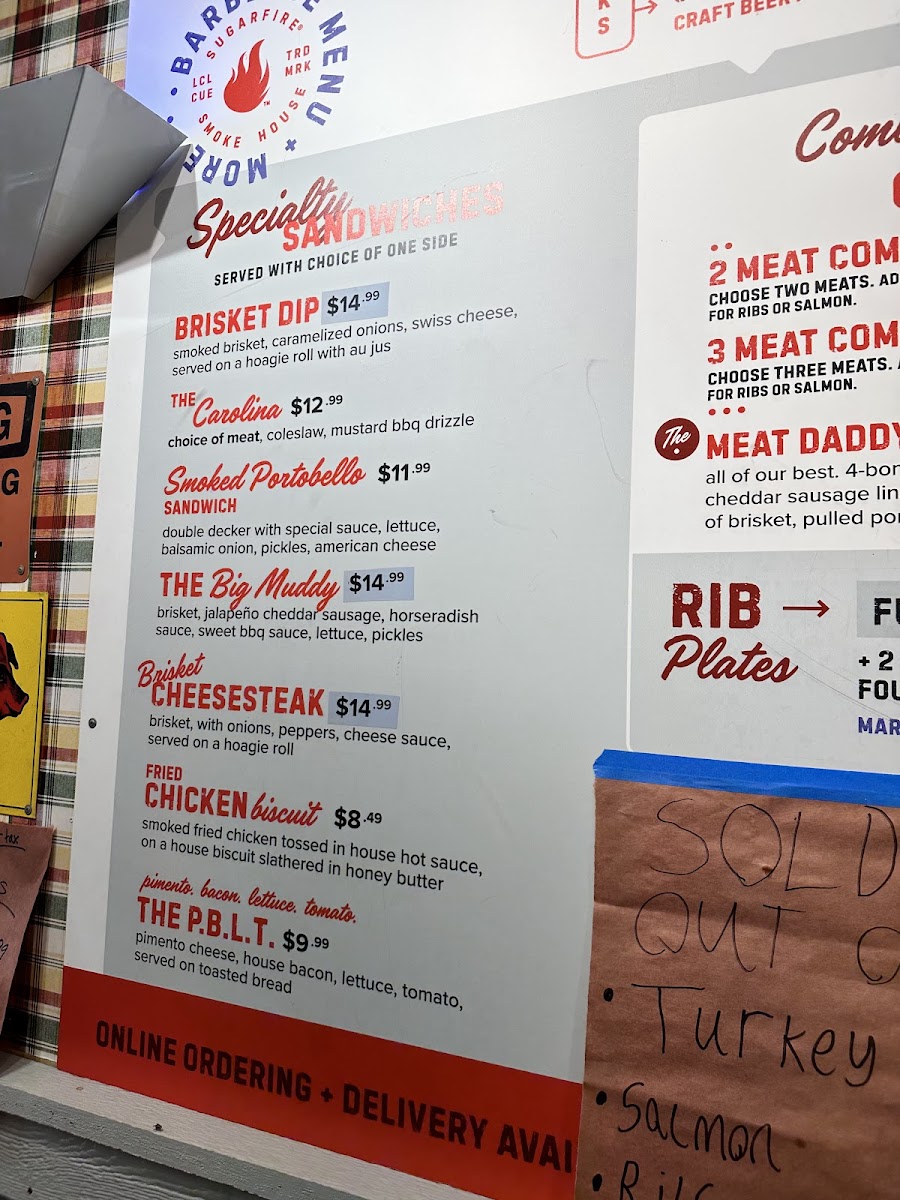 BARBECUE MENU + MORE
SUGARFIRE®
LCL
CUE
TRD
MRK
SMOKE HOUSE
K
S
CRAFT BEER
Specialty
SANDWICHES
SERVED WITH CHOICE OF ONE SIDE
BRISKET DIP $14.99
smoked brisket, caramelized onions, swiss cheese,
served on a hoagie roll with au jus
THE Carolina $12.99
choice of meat, coleslaw, mustard bbq drizzle
Smoked Portobello $11.99
SANDWICH
double decker with special sauce, lettuce,
balsamic onion, pickles, american cheese
THE Big Muddy $14.99
brisket, jalapeño cheddar sausage, horseradish
sauce, sweet bbq sauce, lettuce, pickles
Brisket
CHEESESTEAK $14.99
brisket, with onions, peppers, cheese sauce,
served on a hoagie roll
FRIED
CHICKEN biscuit $8.49
smoked fried chicken tossed in house hot sauce,
on a house biscuit slathered in honey butter
pimento. bacon. lettuce. tomato.
THE P.B.L.T. $9.99
pimento cheese, house bacon, lettuce, tomato,
served on toasted bread
ONLINE ORDERING + DELIVERY AVAI
Com
2 MEAT COM
CHOOSE TWO MEATS. AD
FOR RIBS OR SALMON.
3 MEAT COM
CHOOSE THREE MEATS.
FOR RIBS OR SALMON.
The MEAT DADDY
all of our best. 4-bon
cheddar sausage lin
of brisket, pulled por
RIB
Plates
FU
+ 2
FOU
MAR
SOLD
OUT O
• Turkey
• Salmon
G
G
tax